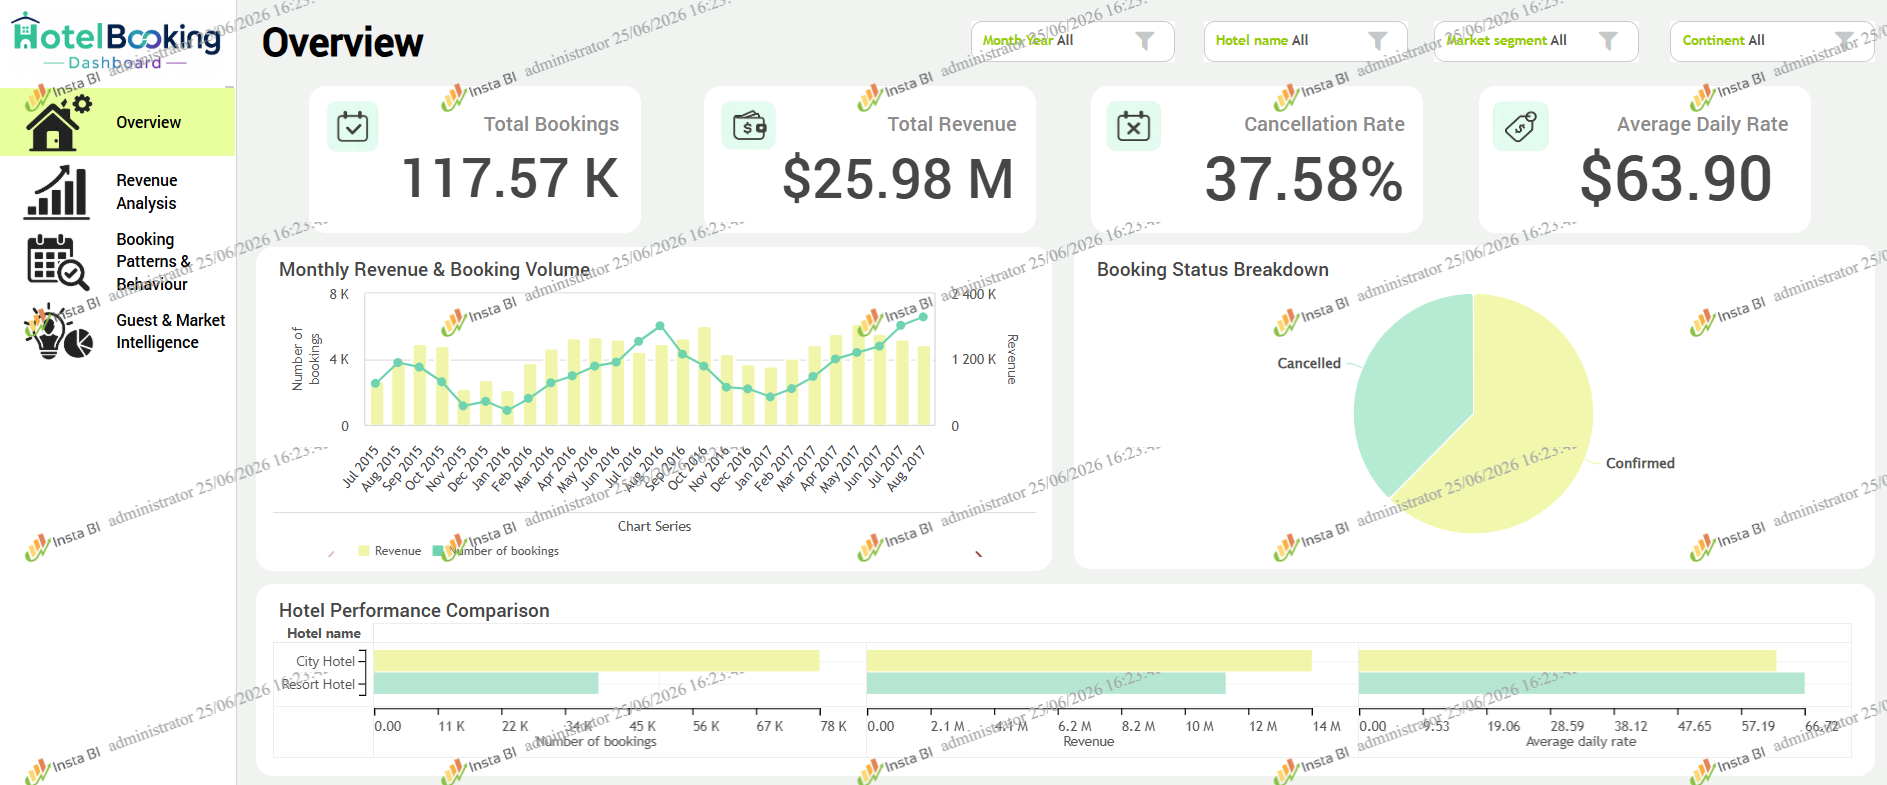 HotelBooking
Dashboard
Overview
Month Year All
Hotel name All
Market segment All
Continent All
Overview
Revenue
Analysis
Booking
Patterns &
Behaviour
Guest & Market
Intelligence
Total Bookings
117.57 K
Total Revenue
$25.98 M
Cancellation Rate
37.58%
Average Daily Rate
$63.90
Monthly Revenue & Booking Volume
8 K
4 K
0
Number of
bookings
2 400 K
1 200 K
0
Revenue
Jul 2015
Aug 2015
Sep 2015
Oct 2015
Nov 2015
Dec 2015
Jan 2016
Feb 2016
Mar 2016
Apr 2016
May 2016
Jun 2016
Jul 2016
Aug 2016
Sep 2016
Oct 2016
Nov 2016
Dec 2016
Jan 2017
Feb 2017
Mar 2017
Apr 2017
May 2017
Jun 2017
Jul 2017
Aug 2017
Chart Series
Revenue
Number of bookings
Booking Status Breakdown
Cancelled
Confirmed
Hotel Performance Comparison
Hotel name
City Hotel
Resort Hotel
0.00 11 K 22 K 34 K 45 K 56 K 67 K 78 K
Number of bookings
0.00 2.1 M 4.1 M 6.2 M 8.2 M 10 M 12 M 14 M
Revenue
0.00 9.53 19.06 28.59 38.12 47.65 57.19 66.72
Average daily rate
Insta BI administrator 25/06/2026 16:23: